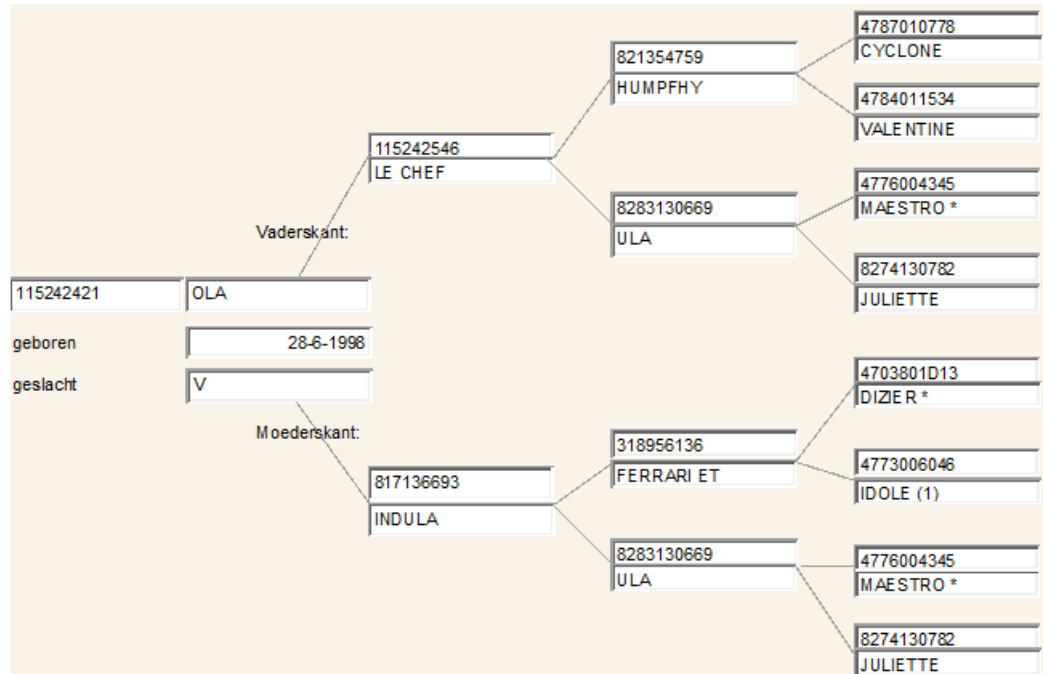 4787010778
CYCLONE
821354759
HUMPFHY
4784011534
VALENTINE
115242546
LE CHEF
4776004345
MAESTRO *
8283130669
ULA
Vaderskant:
8274130782
JULIETTE
115242421 OLA
geboren 28-6-1998
geslacht V
4703801D13
DIZIER *
Moederskant:
318956136
FERRARI ET
4773006046
IDOLE (1)
817136693
INDULA
8283130669
ULA
4776004345
MAESTRO *
8274130782
JULIETTE